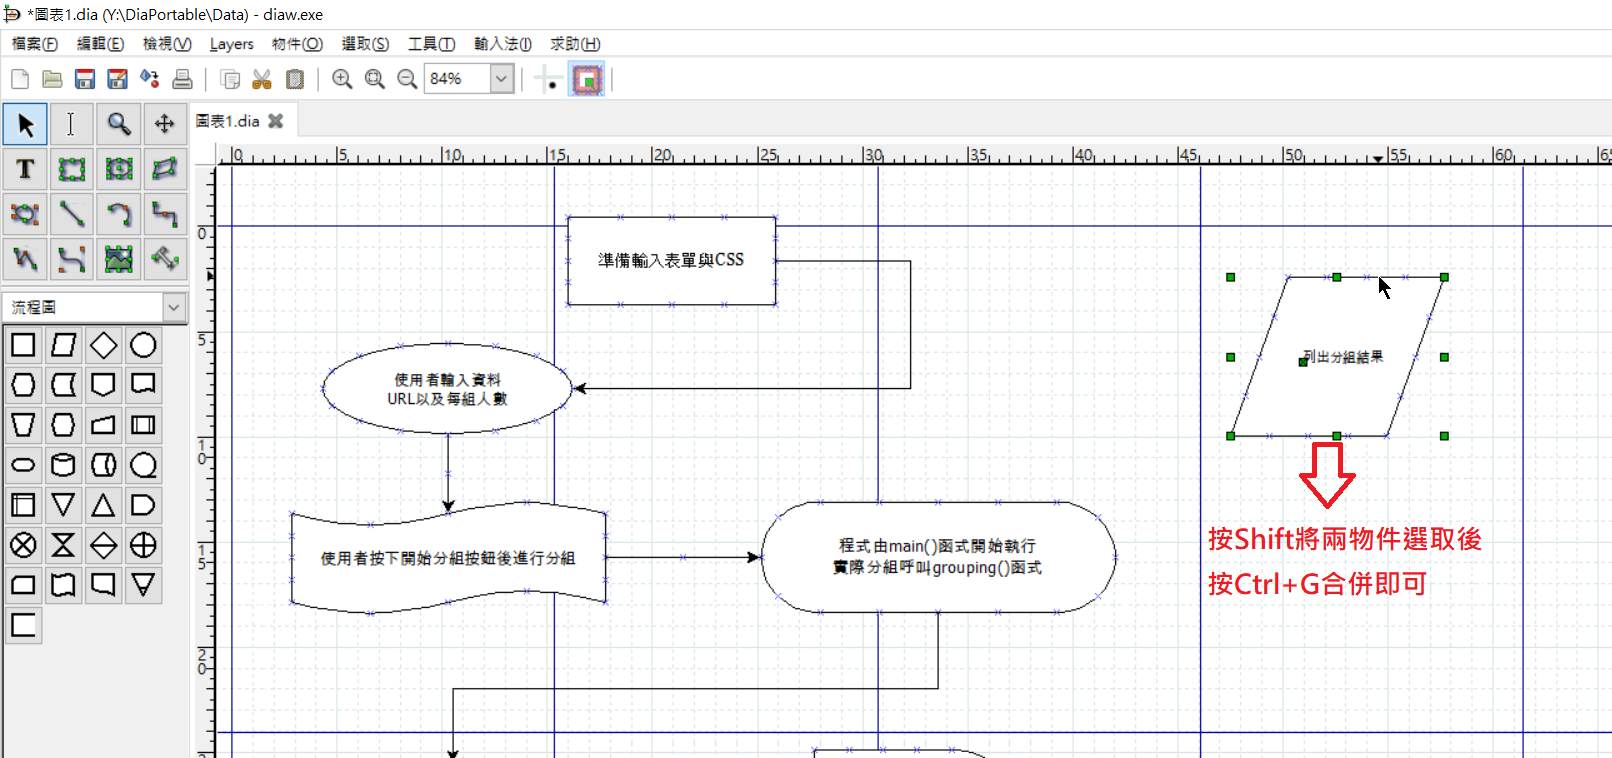 *圖表1.dia (Y:\DiaPortable\Data) - diaw.exe
檔案(F) 編輯(E) 檢視(V) Layers 物件(O) 選取(S) 工具(T) 輸入法(I) 求助(H)
84%
圖表1.dia
流程圖
0 5 10 15 20 25 30 35 40 45 50 55 60 65
0
5
10
15
20
準備輸入表單與CSS
使用者輸入資料
URL以及每組人數
使用者按下開始分組按鈕後進行分組
程式由main()函式開始執行
實際分組呼叫grouping()函式
列出分組結果
按Shift將兩物件選取後
按Ctrl+G合併即可